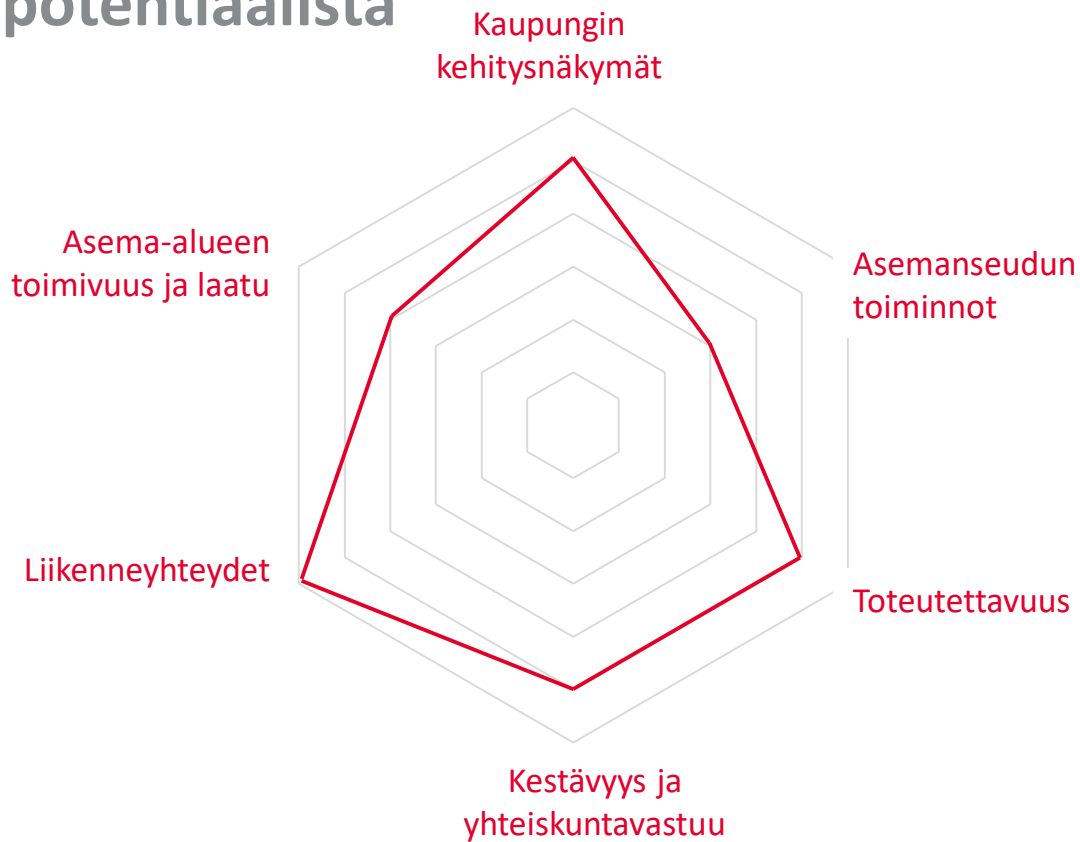 potentiaalista
Kaupungin
kehitysnäkymät
Asema-alueen
toimivuus ja laatu
Asemanseudun
toiminnot
Liikenneyhteydet
Toteutettavuus
Kestävyys ja
yhteiskuntavastuu